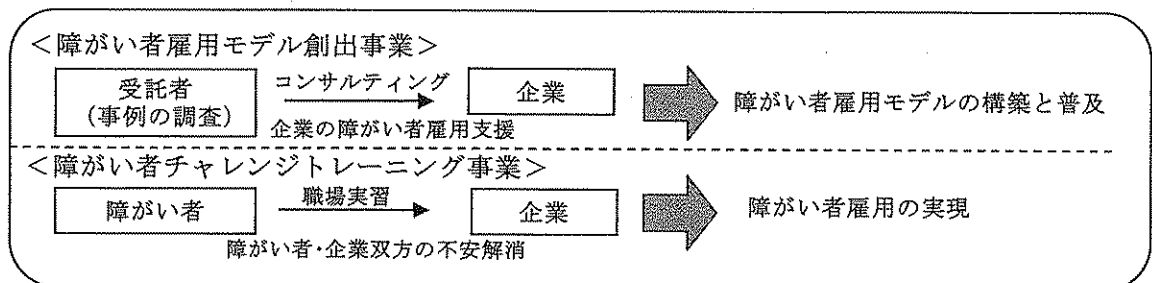 ＜障がい者雇用モデル創出事業＞
受託者
(事例の調査)
コンサルティング
企業の障がい者雇用支援
企業
障がい者雇用モデルの構築と普及
＜障がい者チャレンジトレーニング事業＞
障がい者
職場実習
障がい者・企業双方の不安解消
企業
障がい者雇用の実現